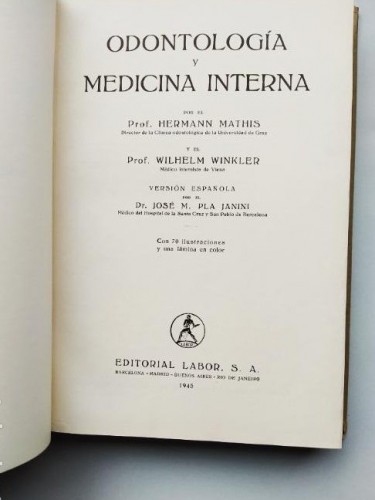 ODONTOLOGÍA
Y
MEDICINA INTERNA
POR EL
Prof. HERMANN MATHIS
Director de la Clínica odontológica de la Universidad de Graz
Y EL
Prof. WILHELM WINKLER
Médico internista de Viena
VERSIÓN ESPAÑOLA
POR EL
Dr. JOSÉ M. PLA JANINI
Médico del Hospital de la Santa Cruz y San Pablo de Barcelona
Con 70 ilustraciones
y una lámina en color
EDITORIAL LABOR, S. A.
BARCELONA - MADRID - BUENOS AIRES - RIO DE JANEIRO
1945